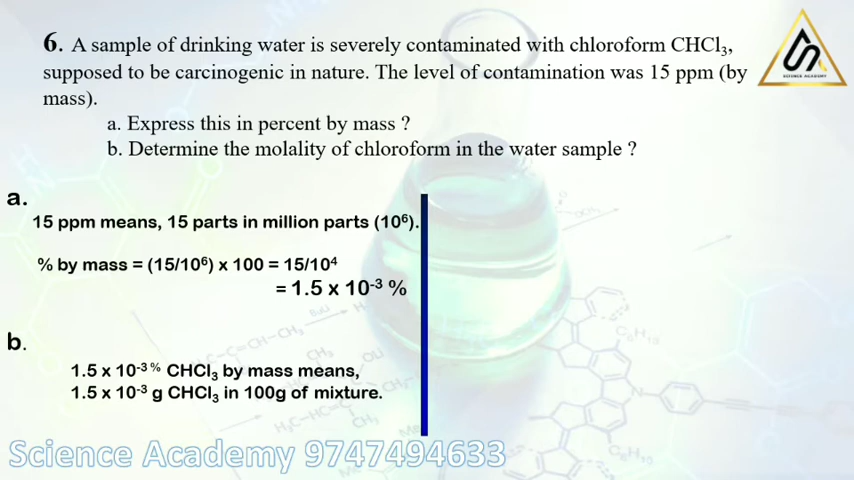 6. A sample of drinking water is severely contaminated with chloroform CHCl₃,
supposed to be carcinogenic in nature. The level of contamination was 15 ppm (by
mass).
a. Express this in percent by mass ?
b. Determine the molality of chloroform in the water sample ?
SCIENCE ACADEMY
a.
15 ppm means, 15 parts in million parts (10⁶).
% by mass = (15/10⁶) x 100 = 15/10⁴
= 1.5 x 10⁻³ %
b.
1.5 x 10⁻³ % CHCl₃ by mass means,
1.5 x 10⁻³ g CHCl₃ in 100g of mixture.
Science Academy 9747494633